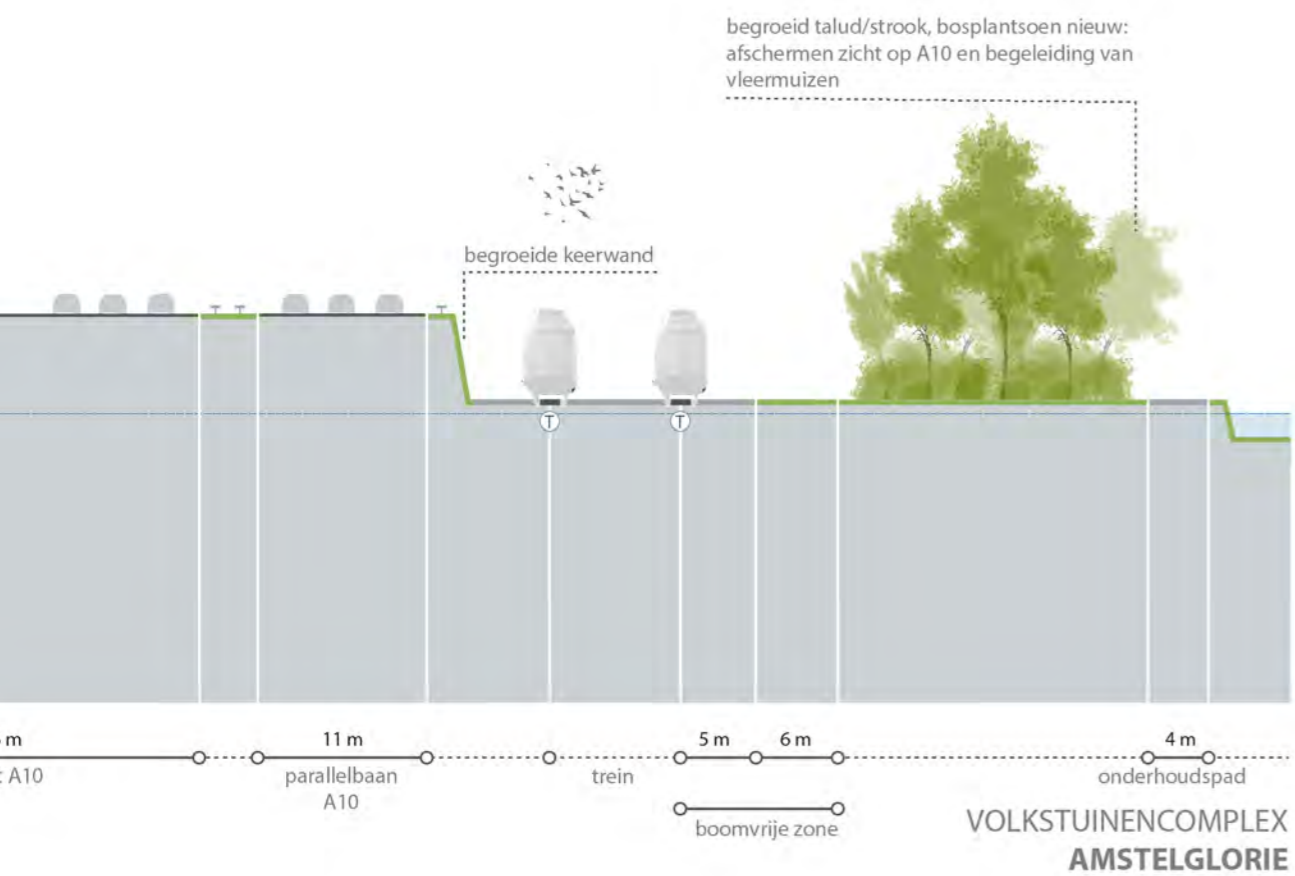 begroeid talud/strook, bosplantsoen nieuw:
afschermen zicht op A10 en begeleiding van
vleermuizen
begroeide keerwand
T T
m 11 m 5 m 6 m 4 m
A10 parallelbaan trein onderhoudspad
A10
boomvrije zone
VOLKSTUINENCOMPLEX
AMSTELGLORIE